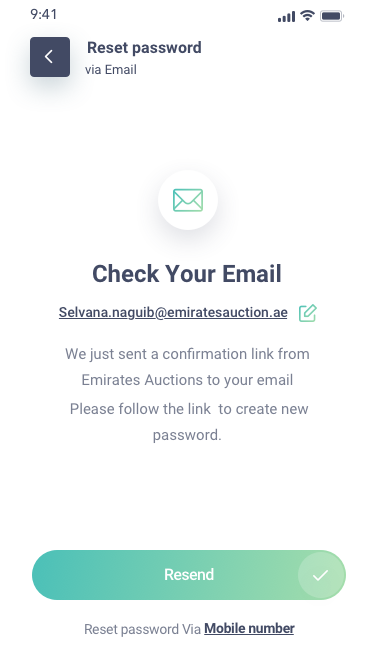 9:41
Reset password
via Email
Check Your Email
Selvana.naguib@emiratesauction.ae
We just sent a confirmation link from
Emirates Auctions to your email
Please follow the link  to create new
password.
Resend
Reset password Via Mobile number